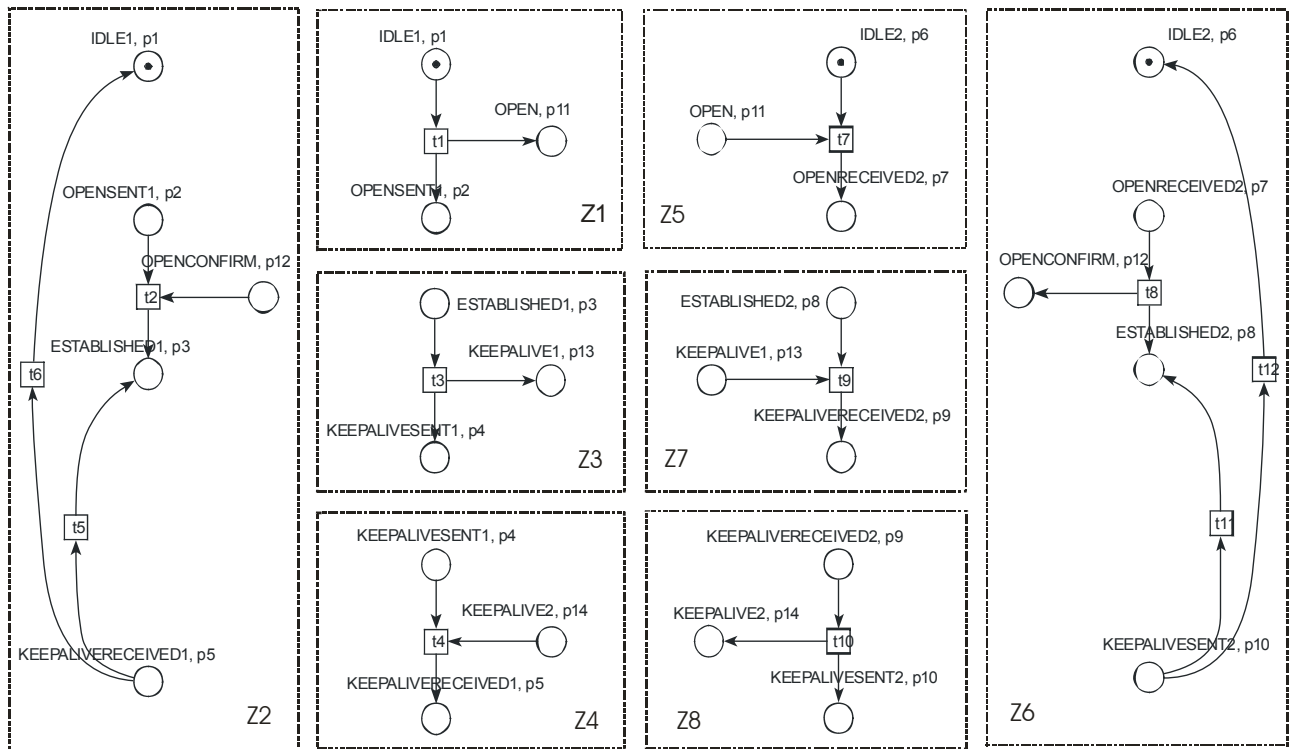 IDLE1, p1
OPENSENT1, p2
OPENCONFIRM, p12
t2
ESTABLISHED1, p3
t6
t5
KEEPALIVERECEIVED1, p5
Z2
IDLE1, p1
OPEN, p11
t1
OPENSENT1, p2
Z1
IDLE2, p6
OPEN, p11
t7
OPENRECEIVED2, p7
Z5
ESTABLISHED1, p3
KEEPALIVE1, p13
t3
KEEPALIVESENT1, p4
Z3
ESTABLISHED2, p8
KEEPALIVE1, p13
t9
KEEPALIVERECEIVED2, p9
Z7
KEEPALIVESENT1, p4
KEEPALIVE2, p14
t4
KEEPALIVERECEIVED1, p5
Z4
KEEPALIVERECEIVED2, p9
KEEPALIVE2, p14
t10
KEEPALIVESENT2, p10
Z8
IDLE2, p6
OPENRECEIVED2, p7
OPENCONFIRM, p12
t8
ESTABLISHED2, p8
t12
t11
KEEPALIVESENT2, p10
Z6